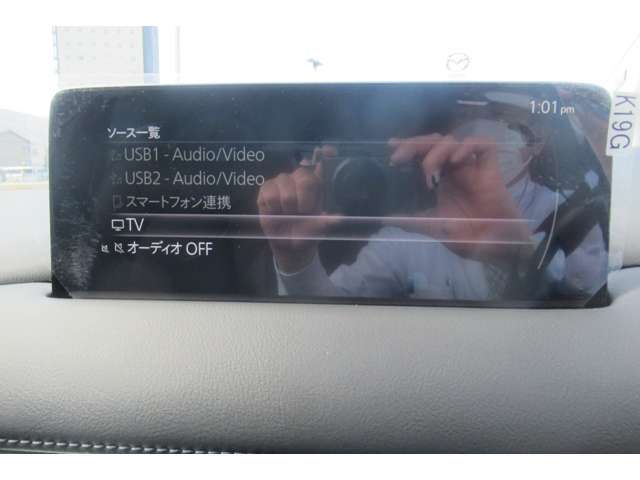 1:01 pm
ソース一覧
USB1 - Audio/Video
USB2 - Audio/Video
スマートフォン連携
TV
オーディオ OFF
K19G